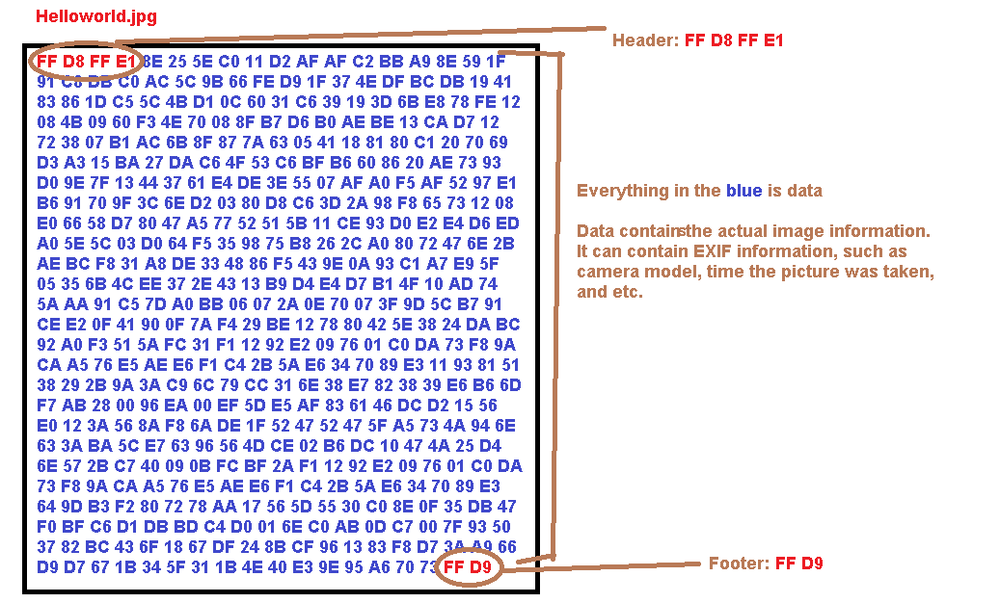 Helloworld.jpg
Header: FF D8 FF E1
FF D8 FF E1 8E 25 5E C0 11 D2 AF AF C2 BB A9 8E 59 1F
91 C8 DB C0 AC 5C 9B 66 FE D9 1F 37 4E DF BC DB 19 41
83 86 1D C5 5C 4B D1 0C 60 31 C6 39 19 3D 6B E8 78 FE 12
08 4B 09 60 F3 4E 70 08 8F B7 D6 B0 AE BE 13 CA D7 12
72 38 07 B1 AC 6B 8F 87 7A 63 05 41 18 81 80 C1 20 70 69
D3 A3 15 BA 27 DA C6 4F 53 C6 BF B6 60 86 20 AE 73 93
D0 9E 7F 13 44 37 61 E4 DE 3E 55 07 AF A0 F5 AF 52 97 E1
B6 91 70 9F 3C 6E D2 03 80 D8 C6 3D 2A 98 F8 65 73 12 08
E0 66 58 D7 80 47 A5 77 52 51 5B 11 CE 93 D0 E2 E4 D6 ED
A0 5E 5C 03 D0 64 F5 35 98 75 B8 26 2C A0 80 72 47 6E 2B
AE BC F8 31 A8 DE 33 48 86 F5 43 9E 0A 93 C1 A7 E9 5F
05 35 6B 4C EE 37 2E 43 13 B9 D4 E4 D7 B1 4F 10 AD 74
5A AA 91 C5 7D A0 BB 06 07 2A 0E 70 07 3F 9D 5C B7 91
CE E2 0F 41 90 0F 7A F4 29 BE 12 78 80 42 5E 38 24 DA BC
92 A0 F3 51 5A FC 31 F1 12 92 E2 09 76 01 C0 DA 73 F8 9A
CA A5 76 E5 AE E6 F1 C4 2B 5A E6 34 70 89 E3 11 93 81 51
38 29 2B 9A 3A C9 6C 79 CC 31 6E 38 E7 82 38 39 E6 B6 6D
F7 AB 28 00 96 EA 00 EF 5D E5 AF 83 61 46 DC D2 15 56
E0 12 3A 56 8A F8 6A DE 1F 52 47 52 47 5F A5 73 4A 94 6E
63 3A BA 5C E7 63 96 56 4D CE 02 B6 DC 10 47 4A 25 D4
6E 57 2B C7 40 09 0B FC BF 2A F1 12 92 E2 09 76 01 C0 DA
73 F8 9A CA A5 76 E5 AE E6 F1 C4 2B 5A E6 34 70 89 E3
64 9D B3 F2 80 72 78 AA 17 56 5D 55 30 C0 8E 0F 35 DB 47
F0 BF C6 D1 DB BD C4 D0 01 6E C0 AB 0D C7 00 7F 93 50
37 82 BC 43 6F 18 67 DF 24 8B CF 96 13 83 F8 D7 3A A9 66
D9 D7 67 1B 34 5F 31 1B 4E 40 E3 9E 95 A6 70 73 FF D9
Everything in the blue is data
Data contains the actual image information.
It can contain EXIF information, such as
camera model, time the picture was taken,
and etc.
Footer: FF D9